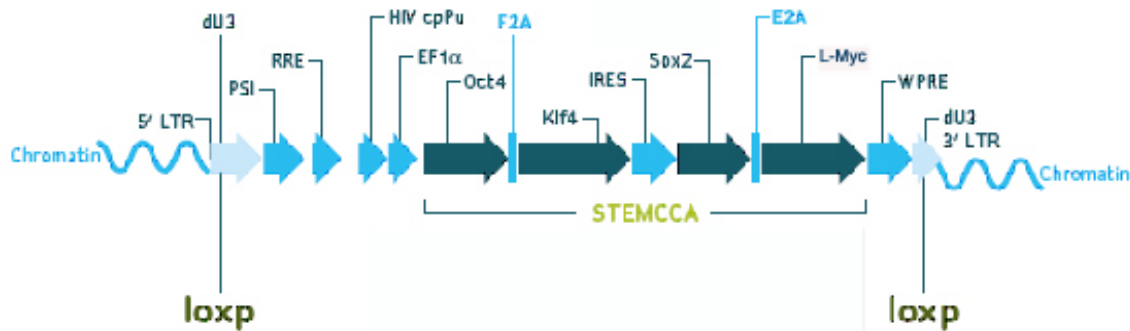 dU3
HIV cpPu
F2A
E2A
RRE
EF1α
Sox2
L-Myc
PSI
Oct4
IRES
WPRE
5' LTR
Klf4
dU3
3' LTR
Chromatin
Chromatin
STEMCCA
loxp
loxp